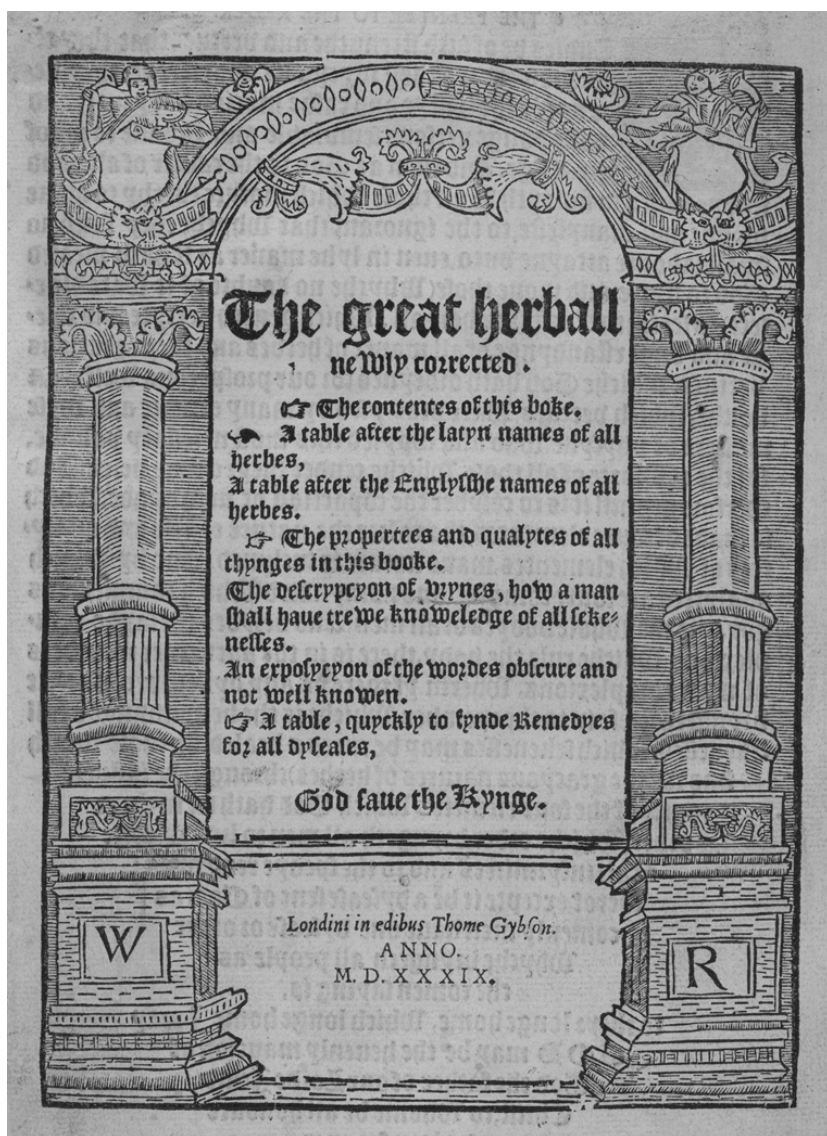 The great herball
newly corrected.
☞ The contentes of this boke.
A table after the latyn names of all
herbes,
A table after the Englysshe names of all
herbes.
☞ The propertees and qualytes of all
thynges in this booke.
The descrypcyon of vrynes, how a man
shall haue trewe knoweledge of all seke⸗
nesses.
An exposycyon of the wordes obscure and
not well knowen.
☞ A table, quyckly to fynde Remedyes
for all dyseases,
God saue the Kynge.
Londini in edibus Thome Gybſon.
ANNO.
M.D.XXXIX.
W R